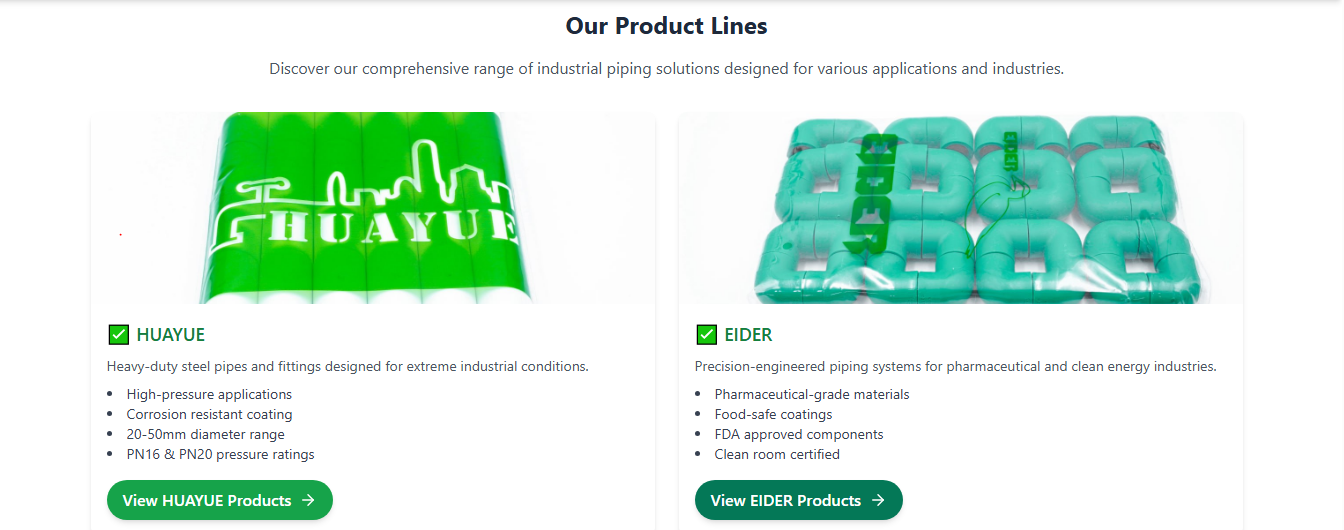 Our Product Lines
Discover our comprehensive range of industrial piping solutions designed for various applications and industries.
HUAYUE
EIDER
EIDER
✅ HUAYUE
Heavy-duty steel pipes and fittings designed for extreme industrial conditions.
• High-pressure applications
• Corrosion resistant coating
• 20-50mm diameter range
• PN16 & PN20 pressure ratings
View HUAYUE Products →
✅ EIDER
Precision-engineered piping systems for pharmaceutical and clean energy industries.
• Pharmaceutical-grade materials
• Food-safe coatings
• FDA approved components
• Clean room certified
View EIDER Products →